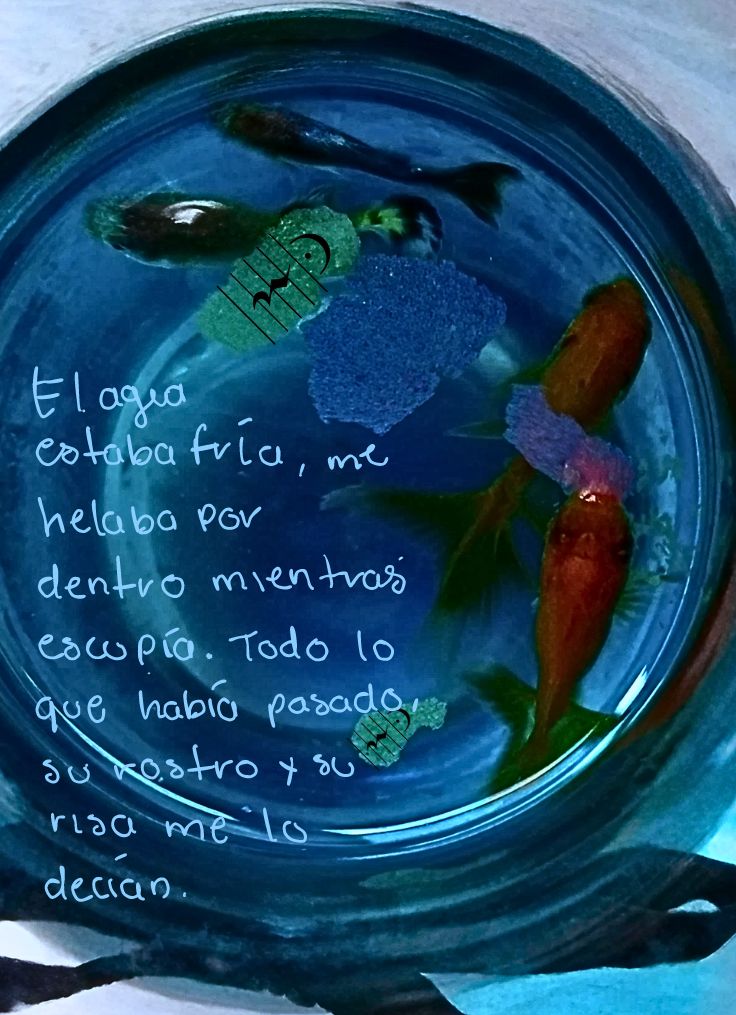 El agua
estaba fría, me
helaba por
dentro mientras
escupía. Todo lo
que había pasado,
su rostro y su
risa me lo
decían.